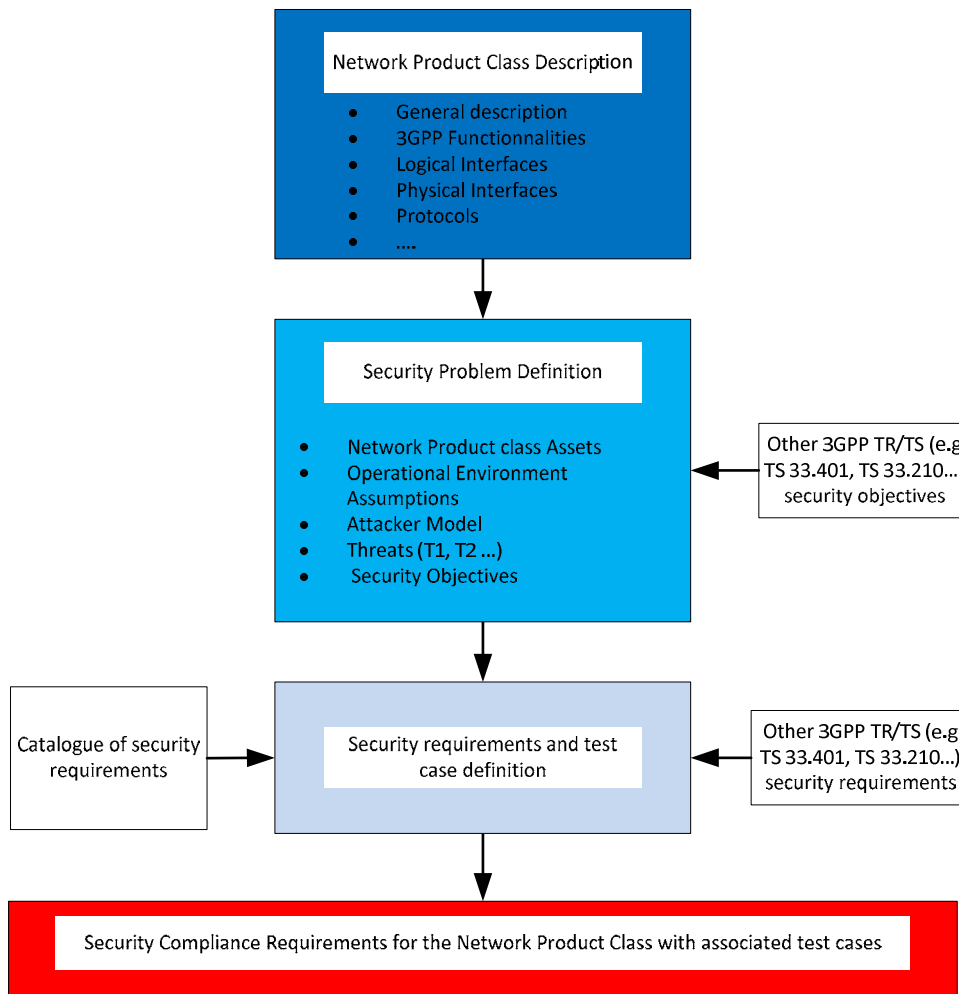 Network Product Class Description
• General description
• 3GPP Functionnalities
• Logical Interfaces
• Physical Interfaces
• Protocols
• ....
Security Problem Definition
• Network Product class Assets
• Operational Environment
Assumptions
• Attacker Model
• Threats (T1, T2 ...)
• Security Objectives
Other 3GPP TR/TS (e.g
TS 33.401, TS 33.210...
security objectives
Catalogue of security
requirements
Security requirements and test
case definition
Other 3GPP TR/TS (e.g
TS 33.401, TS 33.210...)
security requirements
Security Compliance Requirements for the Network Product Class with associated test cases